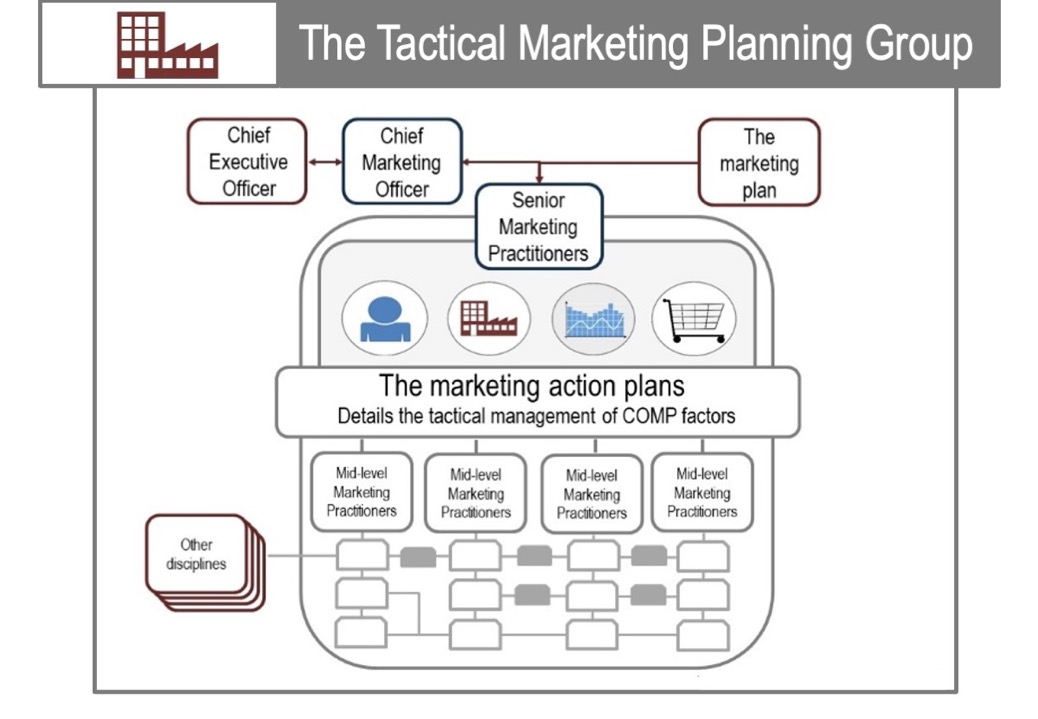 The Tactical Marketing Planning Group
Chief
Executive
Officer
Chief
Marketing
Officer
The
marketing
plan
Senior
Marketing
Practitioners
The marketing action plans
Details the tactical management of COMP factors
Mid-level
Marketing
Practitioners
Mid-level
Marketing
Practitioners
Mid-level
Marketing
Practitioners
Mid-level
Marketing
Practitioners
Other
disciplines